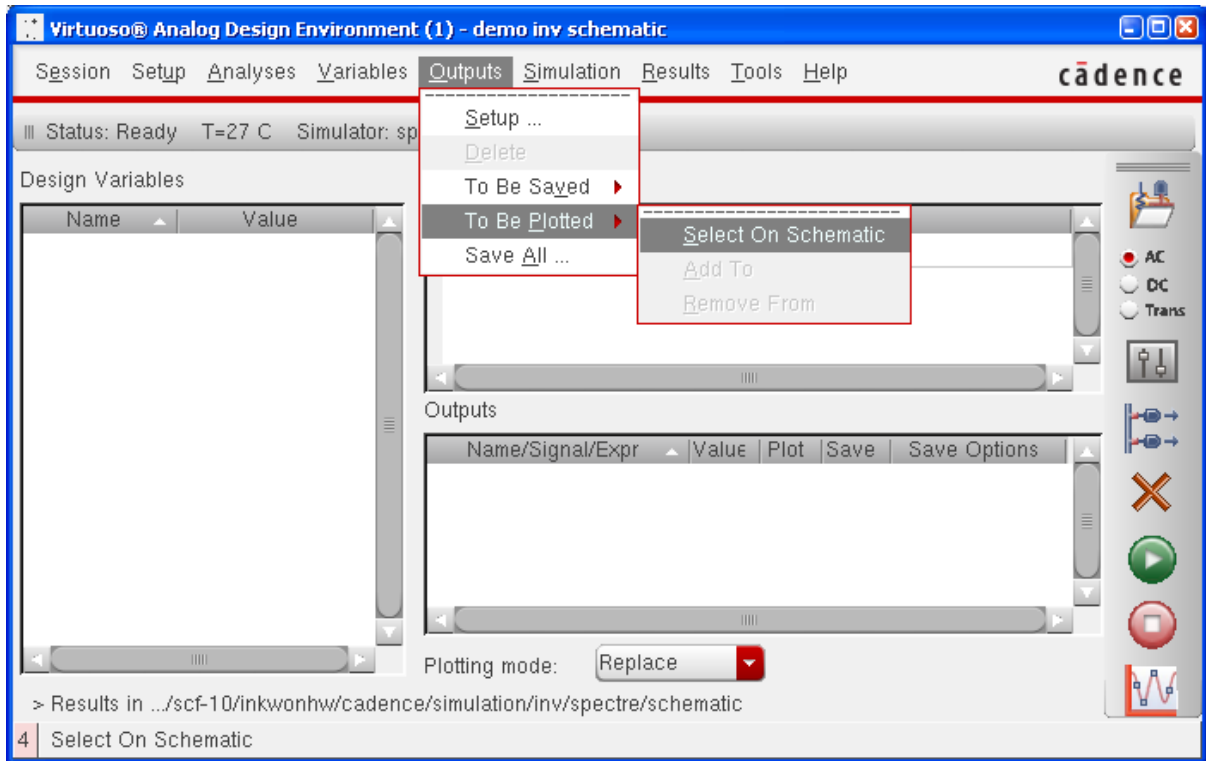 Virtuoso® Analog Design Environment (1) - demo inv schematic
Session Setup Analyses Variables Outputs Simulation Results Tools Help
cādence
Status: Ready T=27 C Simulator: sp
Setup ...
Delete
To Be Saved
To Be Plotted
Save All ...
Select On Schematic
Add To
Remove From
Design Variables
Name Value
AC
DC
Trans
Outputs
Name/Signal/Expr Value Plot Save Save Options
Plotting mode: Replace
> Results in .../scf-10/inkwonhw/cadence/simulation/inv/spectre/schematic
4 Select On Schematic